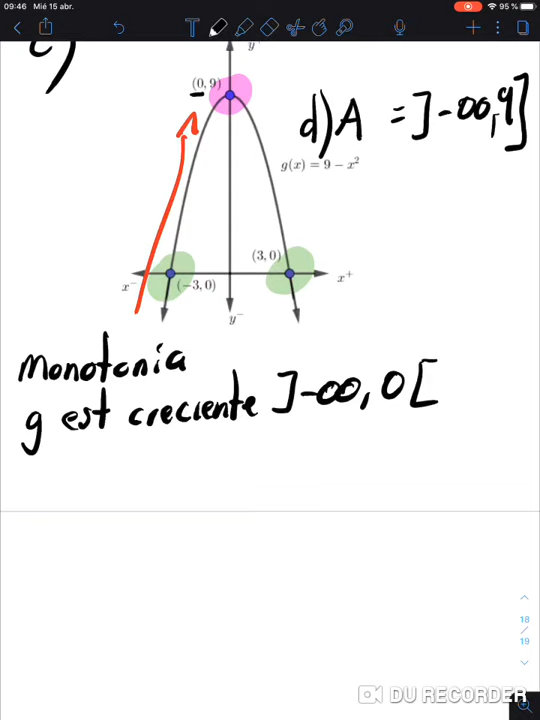 09:46 Mié 15 abr.
95 %
y⁺
(0, 9)
d) A = ]-∞, 9]
g(x) = 9 − x²
(3, 0)
x⁻
(−3, 0)
x⁺
y⁻
monotonia
g est creciente ]-∞, 0[
18
/
19
DU RECORDER